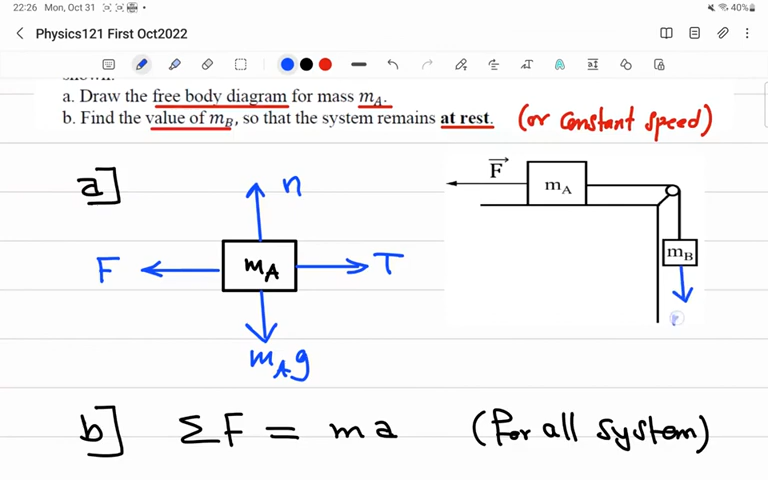 22:26 Mon, Oct 31
40%
Physics121 First Oct2022
a. Draw the free body diagram for mass mA.
b. Find the value of mB, so that the system remains at rest. (or constant speed)
a]
n
F
mA
T
mAg
F
mA
mB
b] ΣF = ma (For all system)